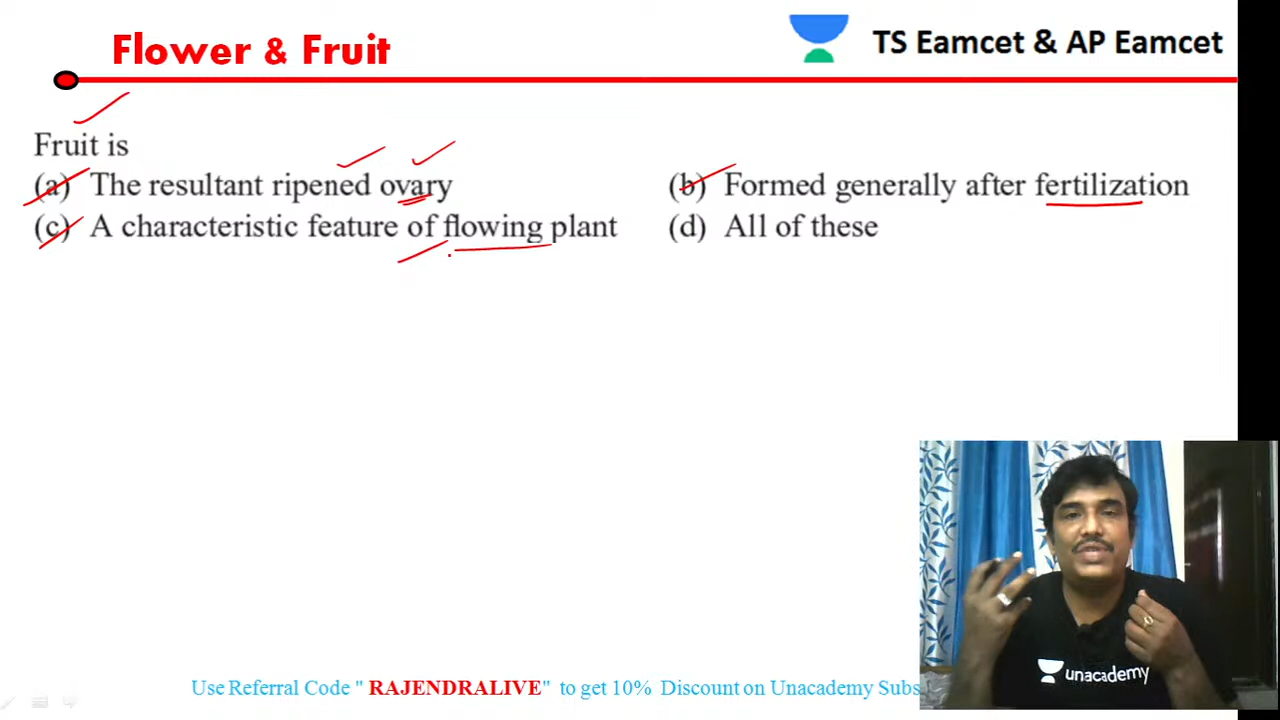 Flower & Fruit
TS Eamcet & AP Eamcet
Fruit is
(a) The resultant ripened ovary
(b) Formed generally after fertilization
(c) A characteristic feature of flowing plant
(d) All of these
Use Referral Code " RAJENDRALIVE" to get 10% Discount on Unacademy Subs
unacademy